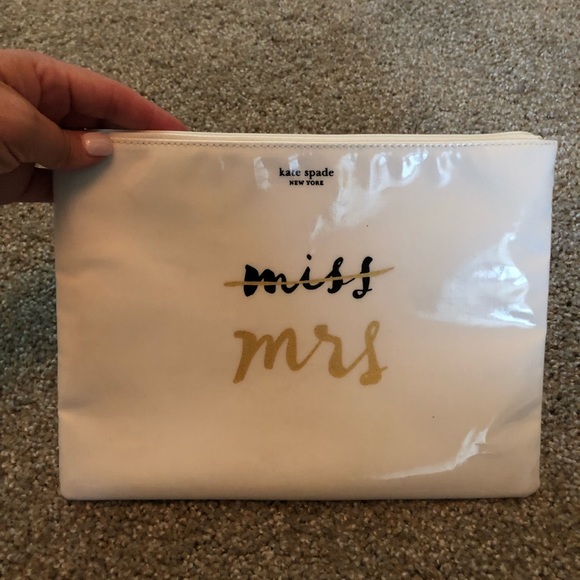 kate spade
NEW YORK
miss
mrs